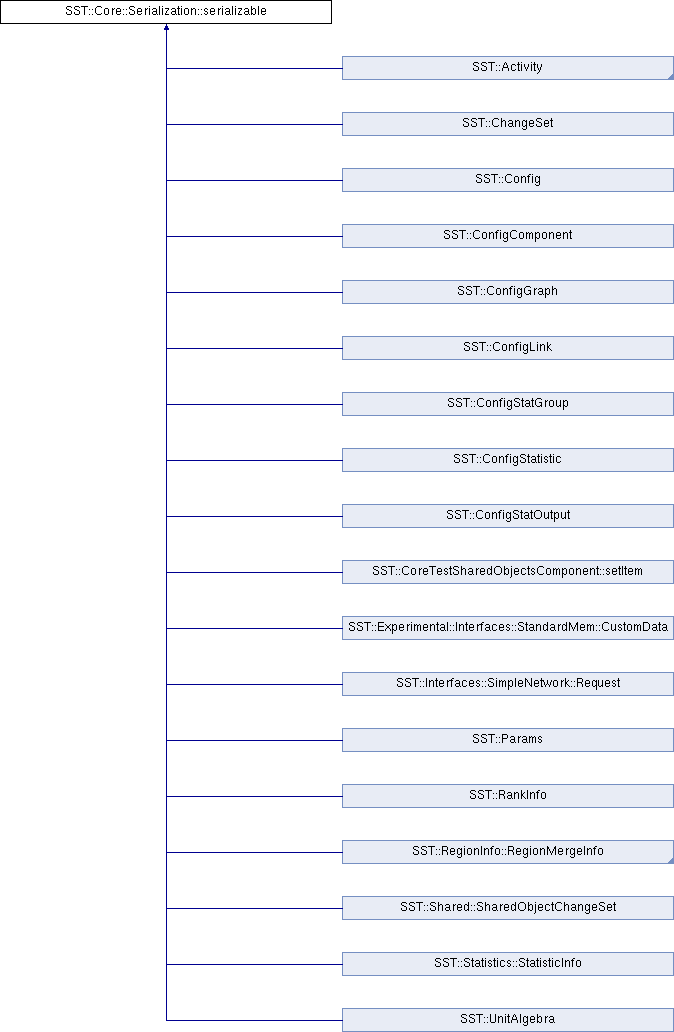 SST::Core::Serialization::serializable
SST::Activity
SST::ChangeSet
SST::Config
SST::ConfigComponent
SST::ConfigGraph
SST::ConfigLink
SST::ConfigStatGroup
SST::ConfigStatistic
SST::ConfigStatOutput
SST::CoreTestSharedObjectsComponent::setItem
SST::Experimental::Interfaces::StandardMem::CustomData
SST::Interfaces::SimpleNetwork::Request
SST::Params
SST::RankInfo
SST::RegionInfo::RegionMergeInfo
SST::Shared::SharedObjectChangeSet
SST::Statistics::StatisticInfo
SST::UnitAlgebra